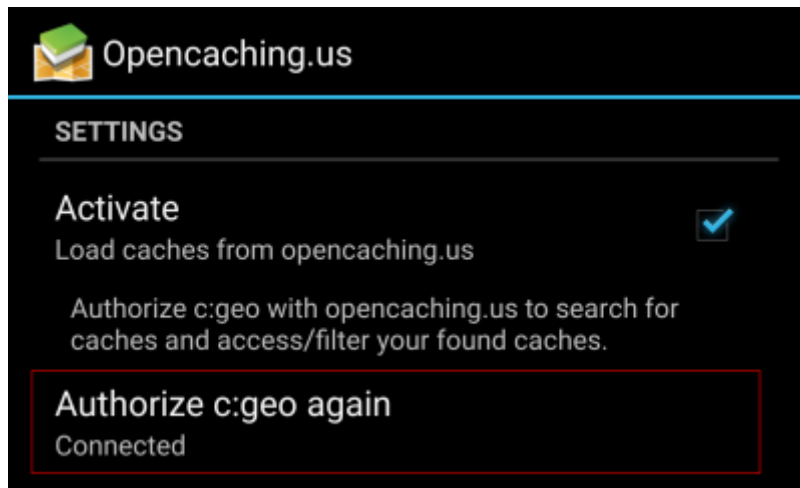 Opencaching.us
SETTINGS
Activate
Load caches from opencaching.us
Authorize c:geo with opencaching.us to search for
caches and access/filter your found caches.
Authorize c:geo again
Connected